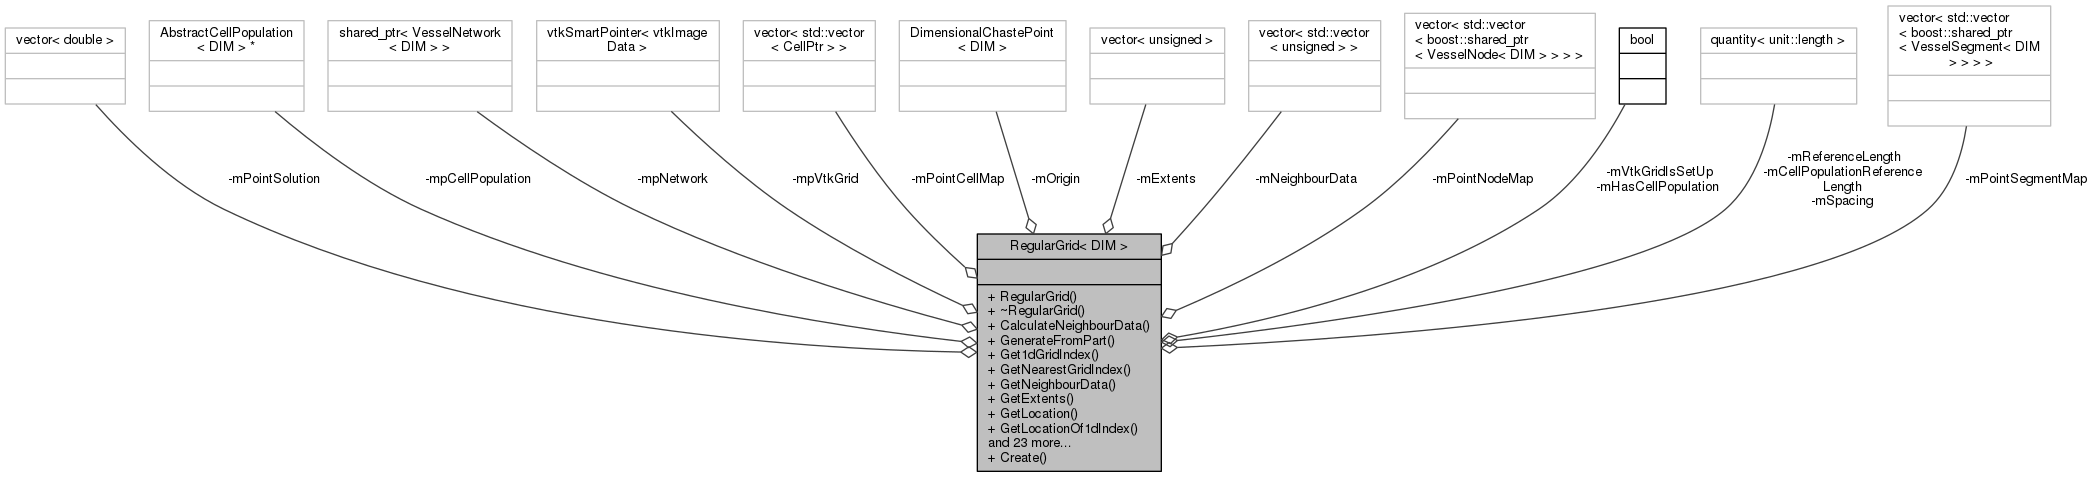 vector< double >
AbstractCellPopulation
< DIM > *
shared_ptr< VesselNetwork
< DIM > >
vtkSmartPointer< vtkImage
Data >
vector< std::vector
< CellPtr > >
DimensionalChastePoint
< DIM >
vector< unsigned >
vector< std::vector
< unsigned > >
vector< std::vector
< boost::shared_ptr
< VesselNode< DIM > > > >
bool
quantity< unit::length >
vector< std::vector
< boost::shared_ptr
< VesselSegment< DIM
> > > >
-mPointSolution
-mpCellPopulation
-mpNetwork
-mpVtkGrid
-mPointCellMap
-mOrigin
-mExtents
-mNeighbourData
-mPointNodeMap
-mVtkGridIsSetUp
-mHasCellPopulation
-mReferenceLength
-mCellPopulationReference
Length
-mSpacing
-mPointSegmentMap
RegularGrid< DIM >
+ RegularGrid()
+ ~RegularGrid()
+ CalculateNeighbourData()
+ GenerateFromPart()
+ Get1dGridIndex()
+ GetNearestGridIndex()
+ GetNeighbourData()
+ GetExtents()
+ GetLocation()
+ GetLocationOf1dIndex()
and 23 more...
+ Create()